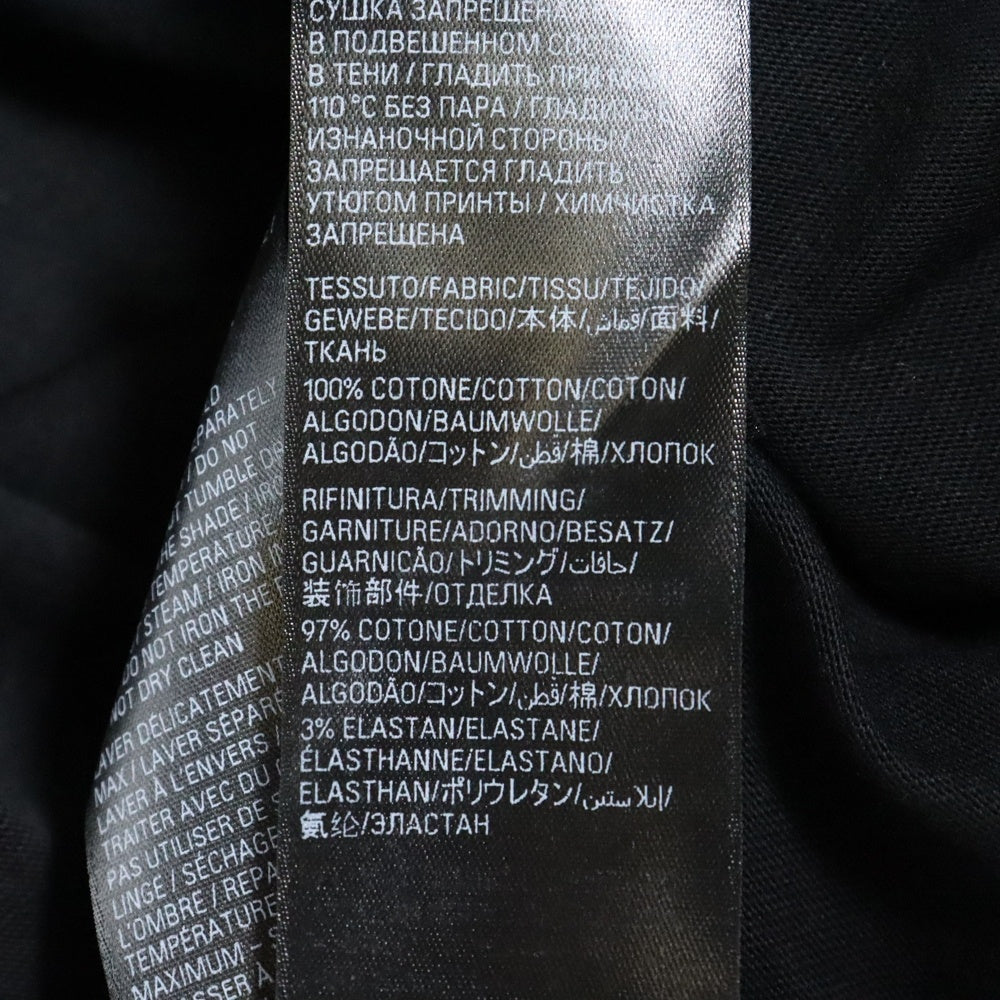 СУШКА ЗАПРЕЩЕНА
В ПОДВЕШЕННОМ
В ТЕНИ / ГЛАДИТЬ ПРИ
110°C БЕЗ ПАРА / ГЛАДИТЬ
ИЗНАНОЧНОЙ СТОРОНЫ/
ЗАПРЕЩАЕТСЯ ГЛАДИТЬ
УТЮГОМ ПРИНТЫ / ХИМЧИСТКА
ЗАПРЕЩЕНА
TESSUTO/FABRIC/TISSU/TEJIDO/
GEWEBE/TECIDO/本体/قماش/面料/
ТКАНЬ
100% COTONE/COTTON/COTON/
ALGODON/BAUMWOLLE/
ALGODÃO/コットン/قطن/棉/ХЛОПОК
RIFINITURA/TRIMMING/
GARNITURE/ADORNO/BESATZ/
GUARNICÃO/トリミング/حافات/
装饰部件/ОТДЕЛКА
97% COTONE/COTTON/COTON/
ALGODON/BAUMWOLLE/
ALGODÃO/コットン/قطن/棉/ХЛОПОК
3% ELASTAN/ELASTANE/
ÉLASTHANNE/ELASTANO/
ELASTHAN/ポリウレタン/إيلاستين/
氨纶/ЭЛАСТАН
DO NOT
TUMBLE
SHADE /
TEMPERATURE
STEAM / IRON
DO NOT IRON THE
NOT DRY CLEAN
LAVER DÉLICATEMENT
MAX / LAVER
LAVER À L'ENVERS
TRAITER AVEC DU
PAS UTILISER DE
LINGE / SÉCHAGE
L'OMBRE /
TEMPÉRATURE
MAXIMUM –